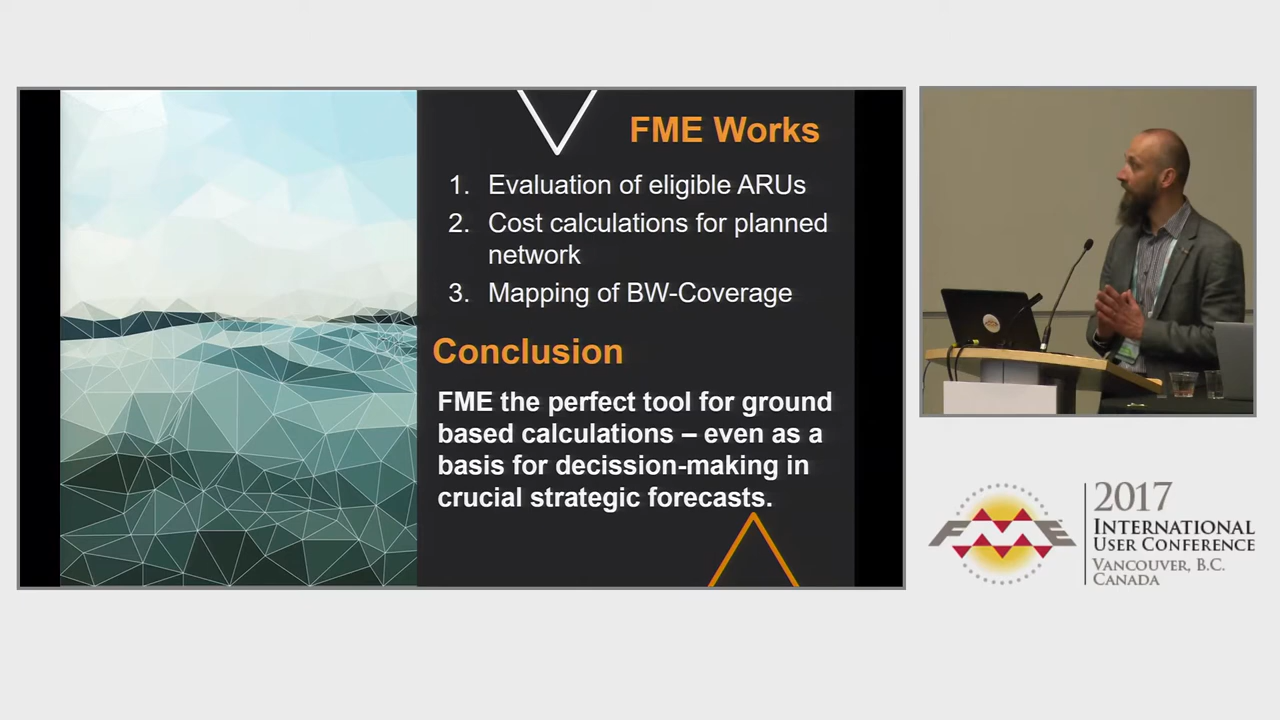 FME Works
1. Evaluation of eligible ARUs
2. Cost calculations for planned
network
3. Mapping of BW-Coverage
Conclusion
FME the perfect tool for ground
based calculations – even as a
basis for decission-making in
crucial strategic forecasts.
FME
2017
INTERNATIONAL
USER CONFERENCE
VANCOUVER, B.C.
CANADA